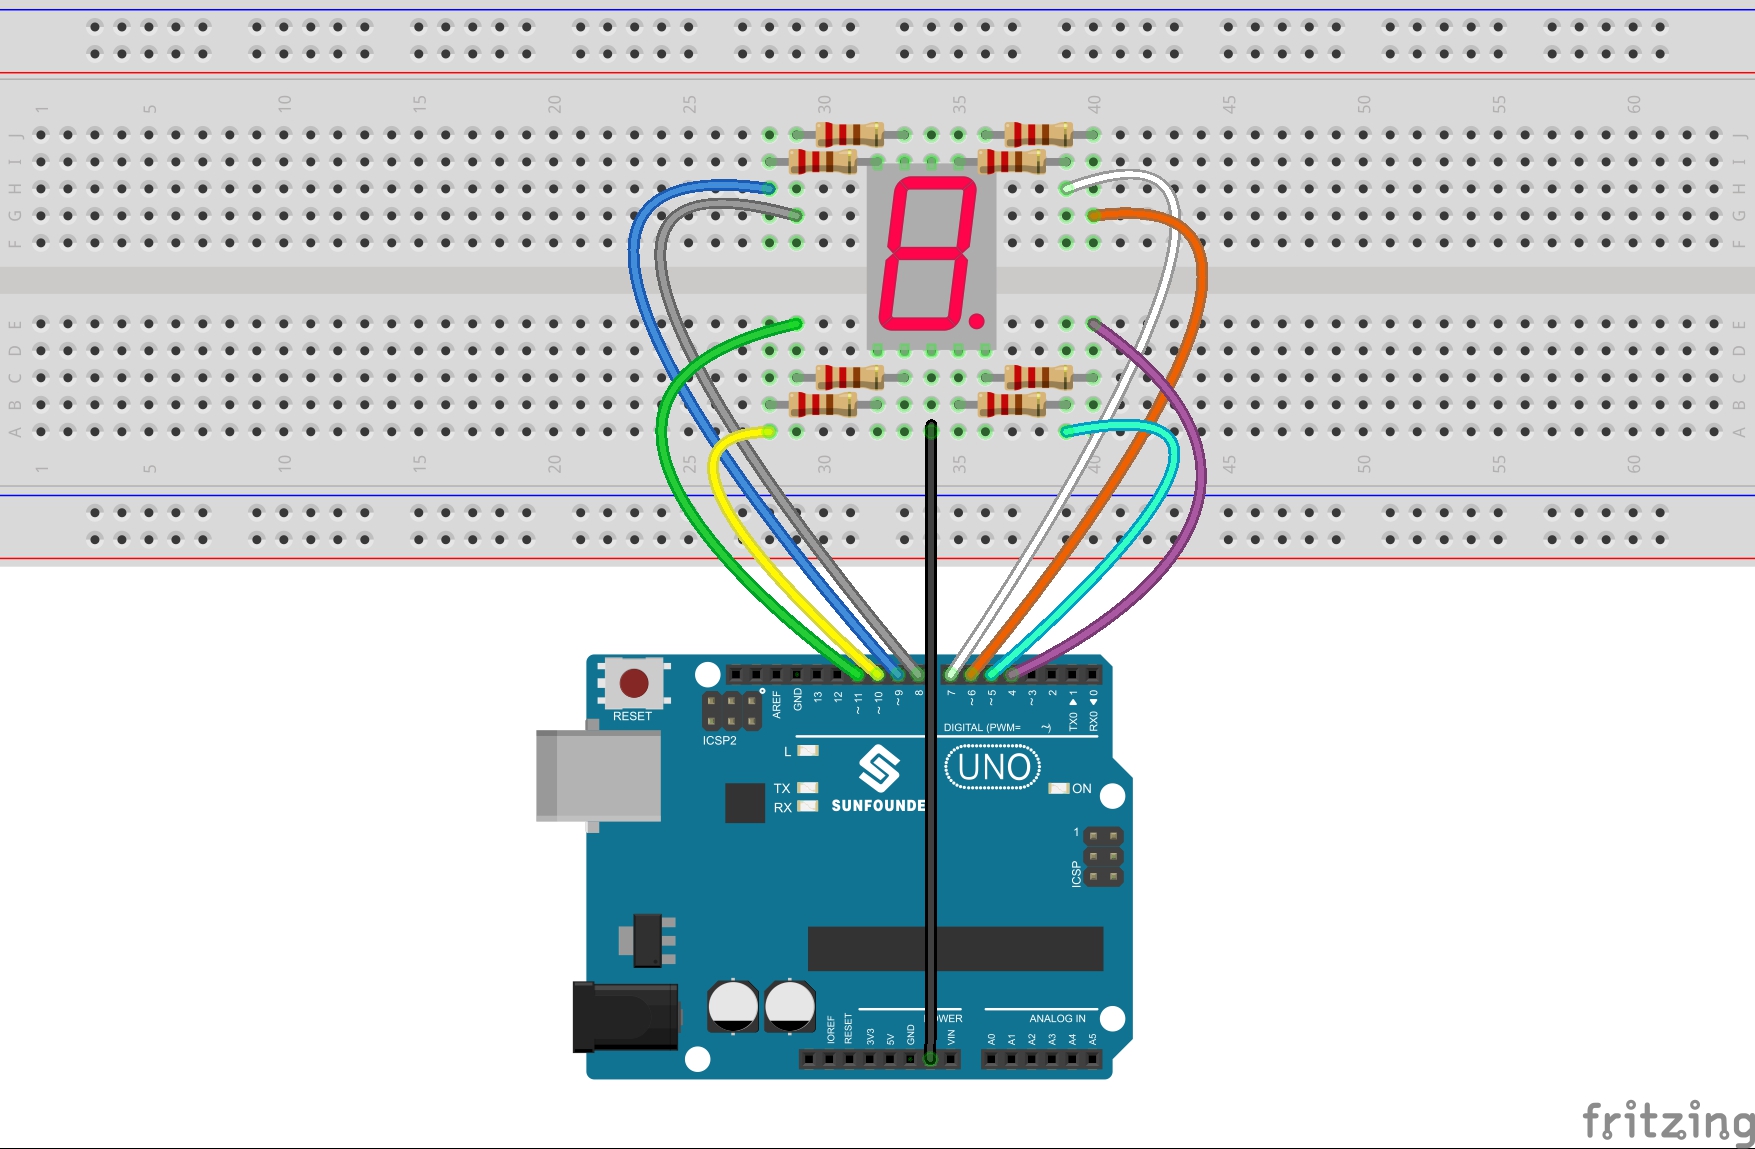 1 5 10 15 20 25 30 35 40 45 50 55 60
J J
I I
H H
G G
F F
E E
D D
C C
B B
A A
1 5 10 15 20 25 30 35 40 45 50 55 60
RESET
ICSP2
AREF
GND
13
12
~ 11
~ 10
~ 9
8
7
~ 6
~ 5
4
~ 3
2
TX0 ▶ 1
RX0 ◀ 0
DIGITAL (PWM= ~)
L
TX
RX
SUNFOUNDE
UNO
ON
1
ICSP
IOREF
RESET
3V3
5V
GND
VIN
OWER
ANALOG IN
A0
A1
A2
A3
A4
A5
fritzing